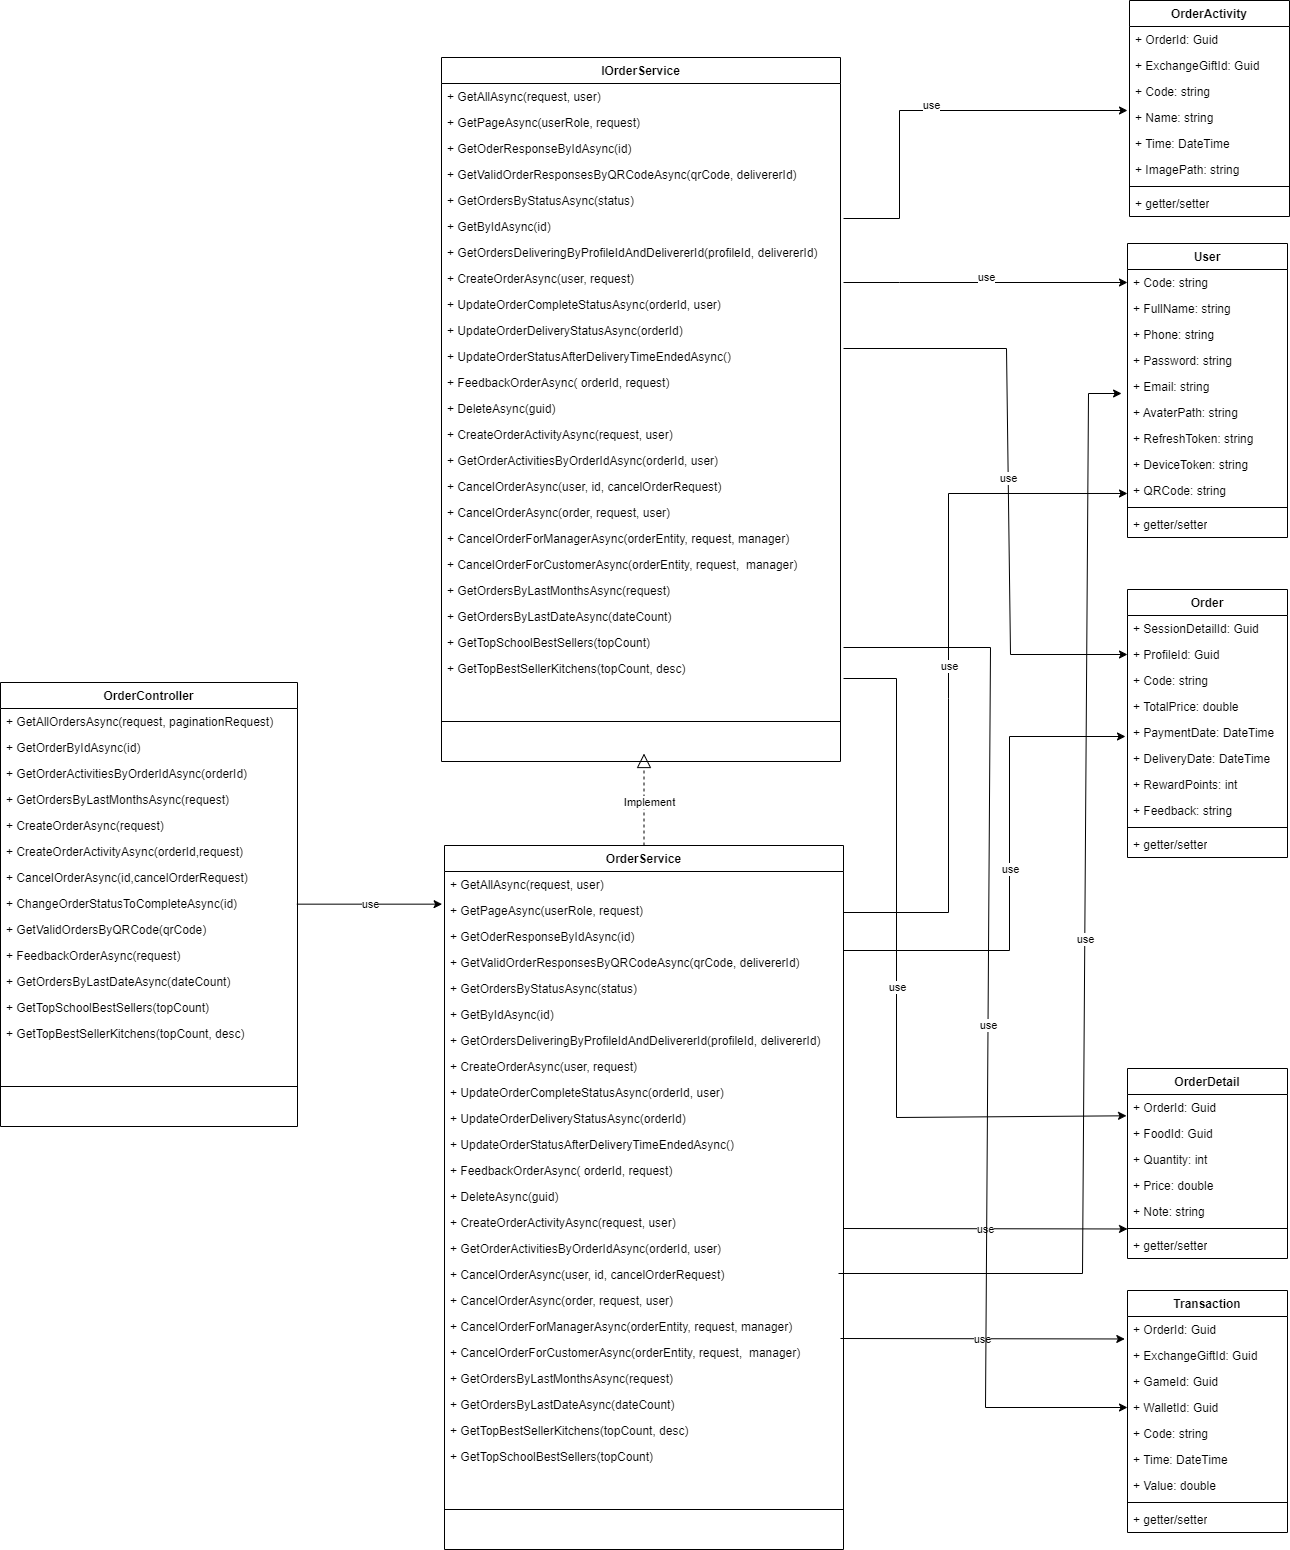 OrderActivity
+ OrderId: Guid
+ ExchangeGiftId: Guid
+ Code: string
+ Name: string
+ Time: DateTime
+ ImagePath: string
+ getter/setter
IOrderService
+ GetAllAsync(request, user)
+ GetPageAsync(userRole, request)
+ GetOderResponseByIdAsync(id)
+ GetValidOrderResponsesByQRCodeAsync(qrCode, delivererId)
+ GetOrdersByStatusAsync(status)
+ GetByIdAsync(id)
+ GetOrdersDeliveringByProfileIdAndDelivererId(profileId, delivererId)
+ CreateOrderAsync(user, request)
+ UpdateOrderCompleteStatusAsync(orderId, user)
+ UpdateOrderDeliveryStatusAsync(orderId)
+ UpdateOrderStatusAfterDeliveryTimeEndedAsync()
+ FeedbackOrderAsync( orderId, request)
+ DeleteAsync(guid)
+ CreateOrderActivityAsync(request, user)
+ GetOrderActivitiesByOrderIdAsync(orderId, user)
+ CancelOrderAsync(user, id, cancelOrderRequest)
+ CancelOrderAsync(order, request, user)
+ CancelOrderForManagerAsync(orderEntity, request, manager)
+ CancelOrderForCustomerAsync(orderEntity, request,  manager)
+ GetOrdersByLastMonthsAsync(request)
+ GetOrdersByLastDateAsync(dateCount)
+ GetTopSchoolBestSellers(topCount)
+ GetTopBestSellerKitchens(topCount, desc)
use
use
use
use
use
use
use
use
use
use
use
use
Implement
User
+ Code: string
+ FullName: string
+ Phone: string
+ Password: string
+ Email: string
+ AvaterPath: string
+ RefreshToken: string
+ DeviceToken: string
+ QRCode: string
+ getter/setter
Order
+ SessionDetailId: Guid
+ ProfileId: Guid
+ Code: string
+ TotalPrice: double
+ PaymentDate: DateTime
+ DeliveryDate: DateTime
+ RewardPoints: int
+ Feedback: string
+ getter/setter
OrderController
+ GetAllOrdersAsync(request, paginationRequest)
+ GetOrderByIdAsync(id)
+ GetOrderActivitiesByOrderIdAsync(orderId)
+ GetOrdersByLastMonthsAsync(request)
+ CreateOrderAsync(request)
+ CreateOrderActivityAsync(orderId,request)
+ CancelOrderAsync(id,cancelOrderRequest)
+ ChangeOrderStatusToCompleteAsync(id)
+ GetValidOrdersByQRCode(qrCode)
+ FeedbackOrderAsync(request)
+ GetOrdersByLastDateAsync(dateCount)
+ GetTopSchoolBestSellers(topCount)
+ GetTopBestSellerKitchens(topCount, desc)
OrderService
+ GetAllAsync(request, user)
+ GetPageAsync(userRole, request)
+ GetOderResponseByIdAsync(id)
+ GetValidOrderResponsesByQRCodeAsync(qrCode, delivererId)
+ GetOrdersByStatusAsync(status)
+ GetByIdAsync(id)
+ GetOrdersDeliveringByProfileIdAndDelivererId(profileId, delivererId)
+ CreateOrderAsync(user, request)
+ UpdateOrderCompleteStatusAsync(orderId, user)
+ UpdateOrderDeliveryStatusAsync(orderId)
+ UpdateOrderStatusAfterDeliveryTimeEndedAsync()
+ FeedbackOrderAsync( orderId, request)
+ DeleteAsync(guid)
+ CreateOrderActivityAsync(request, user)
+ GetOrderActivitiesByOrderIdAsync(orderId, user)
+ CancelOrderAsync(user, id, cancelOrderRequest)
+ CancelOrderAsync(order, request, user)
+ CancelOrderForManagerAsync(orderEntity, request, manager)
+ CancelOrderForCustomerAsync(orderEntity, request,  manager)
+ GetOrdersByLastMonthsAsync(request)
+ GetOrdersByLastDateAsync(dateCount)
+ GetTopBestSellerKitchens(topCount, desc)
+ GetTopSchoolBestSellers(topCount)
OrderDetail
+ OrderId: Guid
+ FoodId: Guid
+ Quantity: int
+ Price: double
+ Note: string
+ getter/setter
Transaction
+ OrderId: Guid
+ ExchangeGiftId: Guid
+ GameId: Guid
+ WalletId: Guid
+ Code: string
+ Time: DateTime
+ Value: double
+ getter/setter